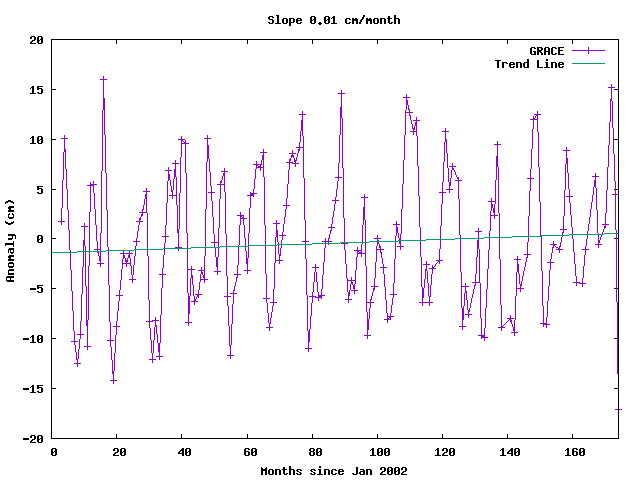 Slope 0.01 cm/month
GRACE
Trend Line
20
15
10
5
0
-5
-10
-15
-20
Anomaly (cm)
0 20 40 60 80 100 120 140 160
Months since Jan 2002